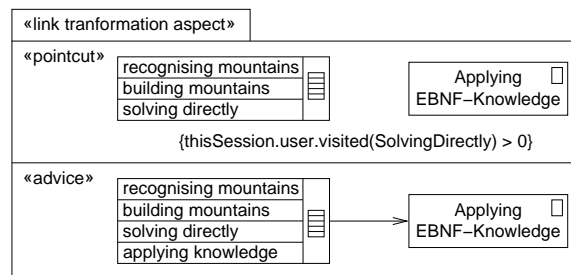 «link tranformation aspect»
«pointcut»
recognising mountains
building mountains
solving directly
Applying
EBNF−Knowledge
{thisSession.user.visited(SolvingDirectly) > 0}
«advice»
recognising mountains
building mountains
solving directly
applying knowledge
Applying
EBNF−Knowledge